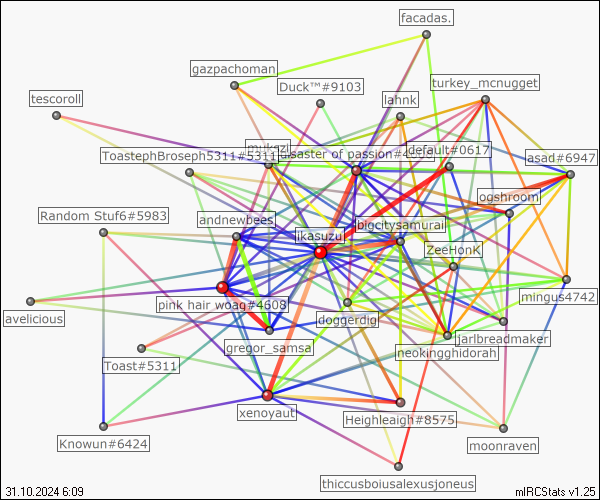 facadas.
gazpachoman
Duck™#9103
turkey_mcnugget
tescoroll
lahnk
mukezi
default#0617
ToastephBroseph5311#5311
disaster of passion#4
asad#6947
ogshroom
Random Stuf6#5983
andnewbees
bigcitysamurai
ikasuzu
ZeeHonk
pink hair woag#4608
mingus4742
avelicious
doggerdig
jarlbreadmaker
gregor_samsa
neokingghidorah
Toast#5311
xenoyaut
Heighleaigh#8575
Knowun#6424
moonraven
thiccusboiusalexusjoneus
31.10.2024 6:09
mIRCStats v1.25